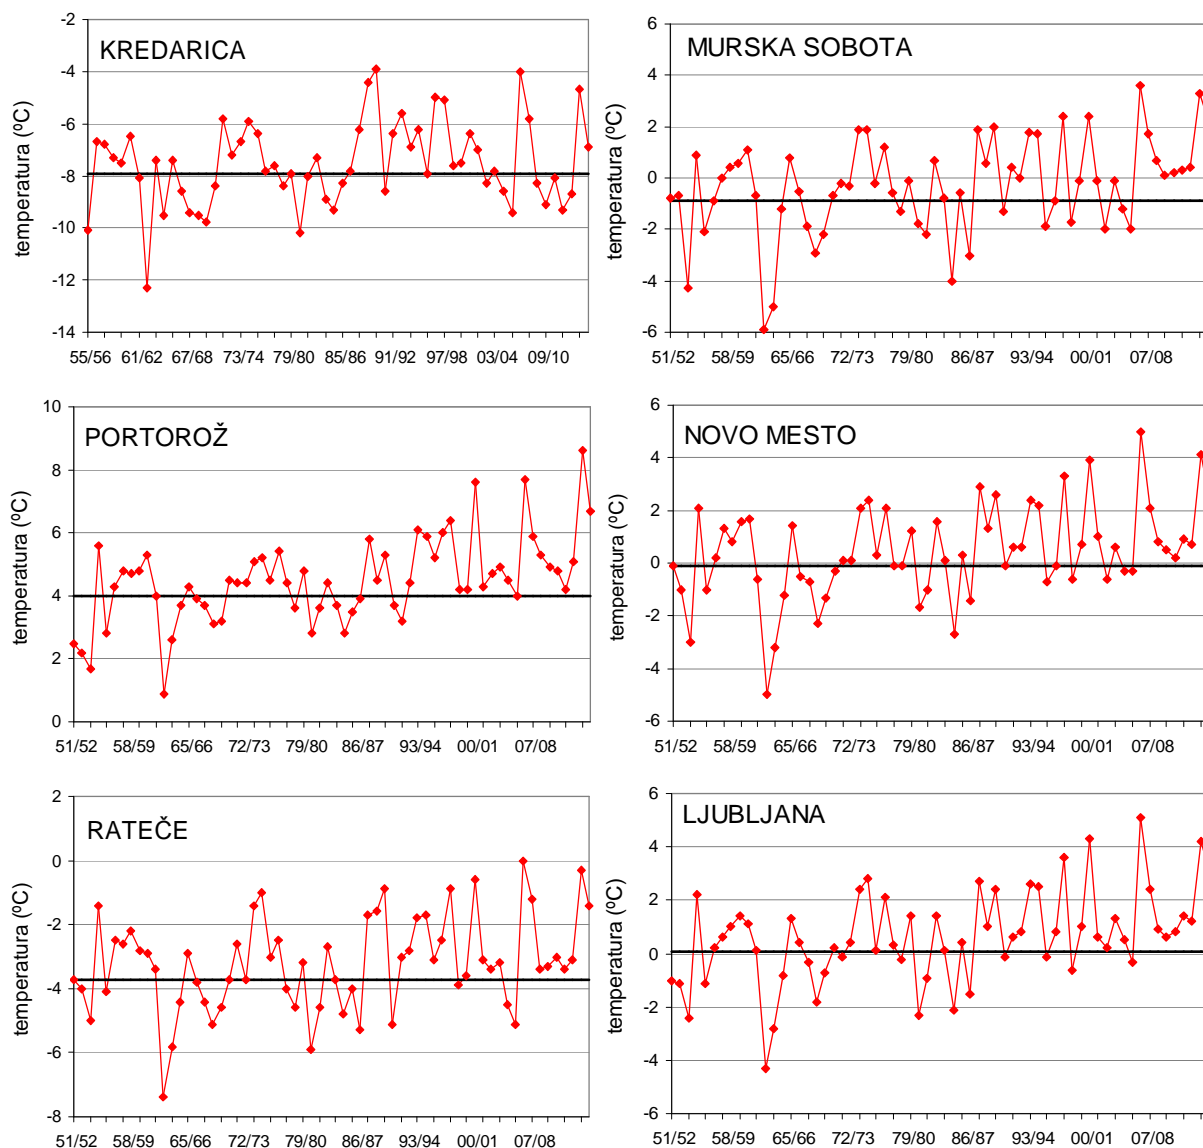 KREDARICA
temperatura (ºC)
-2
-4
-6
-8
-10
-12
-14
55/56 61/62 67/68 73/74 79/80 85/86 91/92 97/98 03/04 09/10
MURSKA SOBOTA
temperatura (ºC)
6
4
2
0
-2
-4
-6
51/52 58/59 65/66 72/73 79/80 86/87 93/94 00/01 07/08
PORTOROŽ
temperatura (ºC)
10
8
6
4
2
0
51/52 58/59 65/66 72/73 79/80 86/87 93/94 00/01 07/08
NOVO MESTO
temperatura (ºC)
6
4
2
0
-2
-4
-6
51/52 58/59 65/66 72/73 79/80 86/87 93/94 00/01 07/08
RATEČE
temperatura (ºC)
2
0
-2
-4
-6
-8
51/52 58/59 65/66 72/73 79/80 86/87 93/94 00/01 07/08
LJUBLJANA
temperatura (ºC)
6
4
2
0
-2
-4
-6
51/52 58/59 65/66 72/73 79/80 86/87 93/94 00/01 07/08